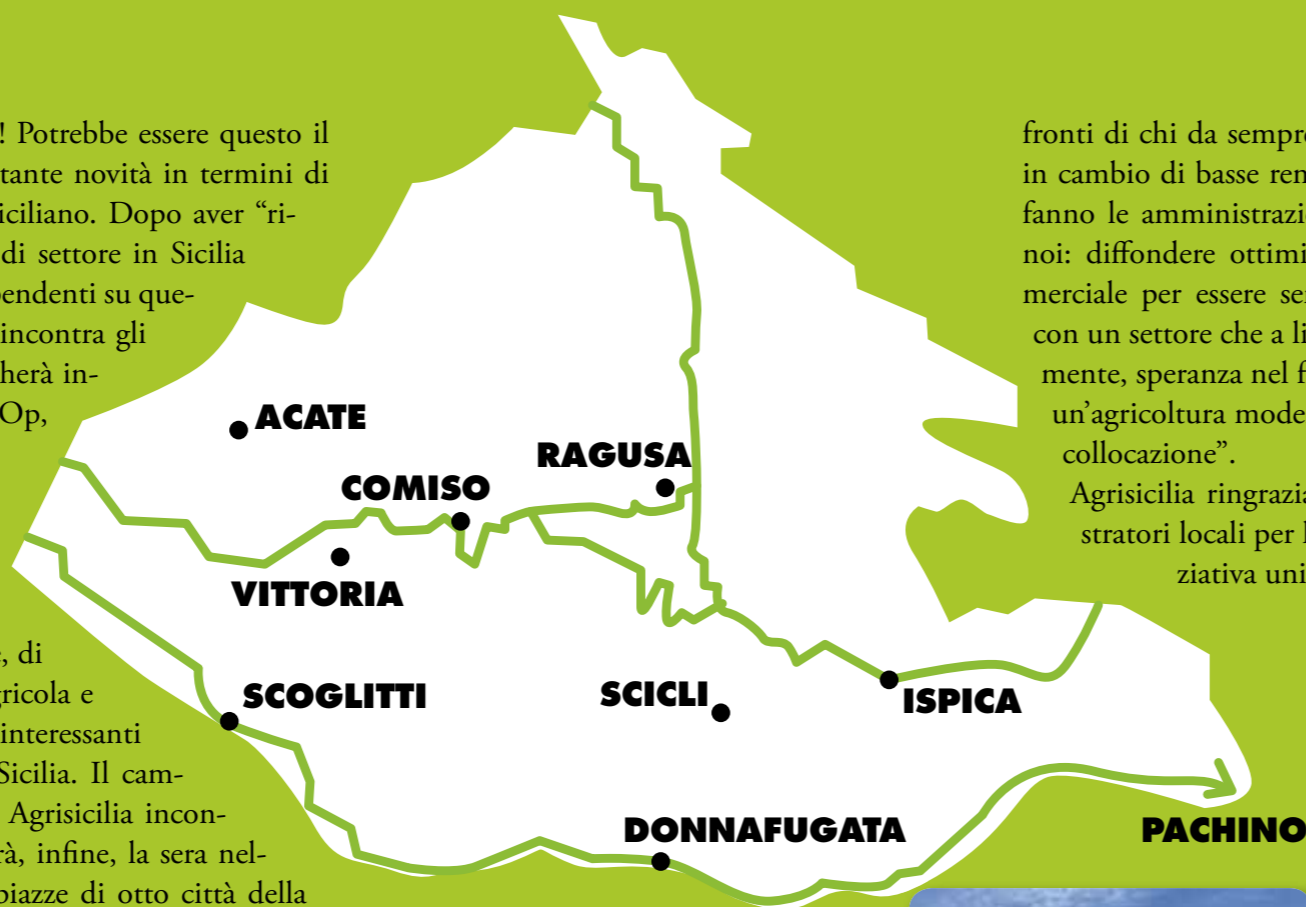 ! Potrebbe essere questo il
tante novità in termini di
iciliano. Dopo aver “ri-
di settore in Sicilia
pendenti su que-
incontra gli
cherà in-
Op,
e, di
gricola e
interessanti
Sicilia. Il cam-
Agrisicilia incon-
rà, infine, la sera nel-
piazze di otto città della
ACATE
RAGUSA
COMISO
VITTORIA
SCOGLITTI
SCICLI
ISPICA
DONNAFUGATA
PACHINO
fronti di chi da sempre
in cambio di basse ren
fanno le amministrazi
noi: diffondere ottimi
merciale per essere se
con un settore che a li
mente, speranza nel f
un’agricoltura mode
collocazione”.
Agrisicilia ringrazia
stratori locali per l
ziativa uni